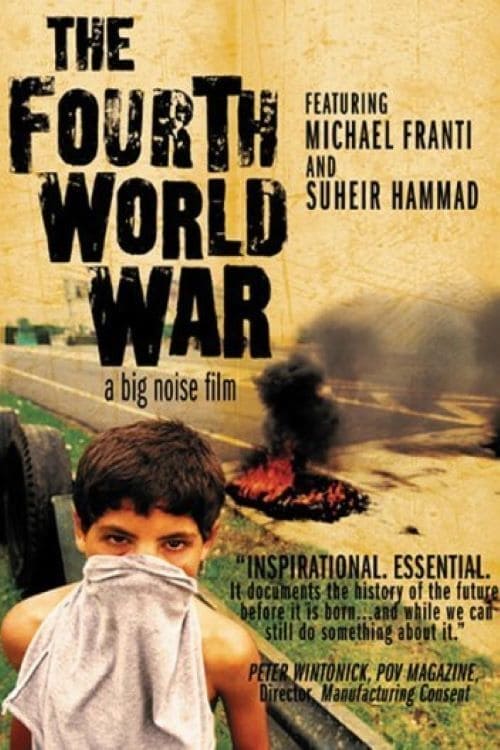 THE
FOURTH
WORLD
WAR
a big noise film
FEATURING
MICHAEL FRANTI
AND
SUHEIR HAMMAD
"INSPIRATIONAL. ESSENTIAL.
It documents the history of the future
before it is born...and while we can
still do something about it."
PETER WINTONICK, POV MAGAZINE,
Director, Manufacturing Consent